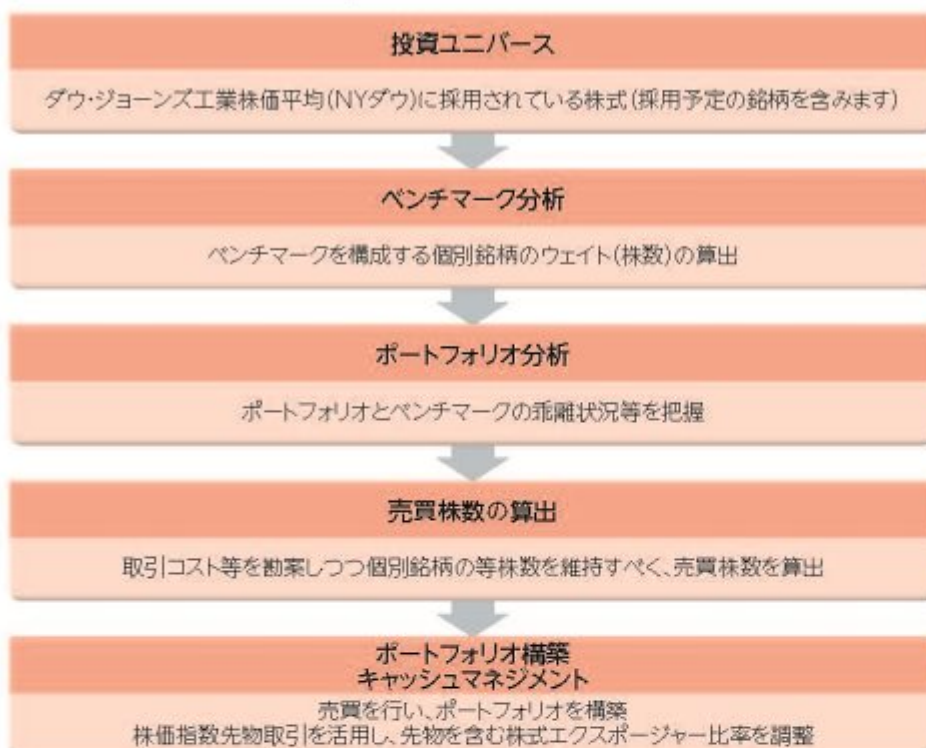 投資ユニバース
ダウ・ジョーンズ工業株価平均(NYダウ)に採用されている株式(採用予定の銘柄を含みます)
ベンチマーク分析
ベンチマークを構成する個別銘柄のウェイト(株数)の算出
ポートフォリオ分析
ポートフォリオとベンチマークの乖離状況等を把握
売買株数の算出
取引コスト等を勘案しつつ個別銘柄の等株数を維持すべく、売買株数を算出
ポートフォリオ構築
キャッシュマネジメント
売買を行い、ポートフォリオを構築
株価指数先物取引を活用し、先物を含む株式エクスポージャー比率を調整